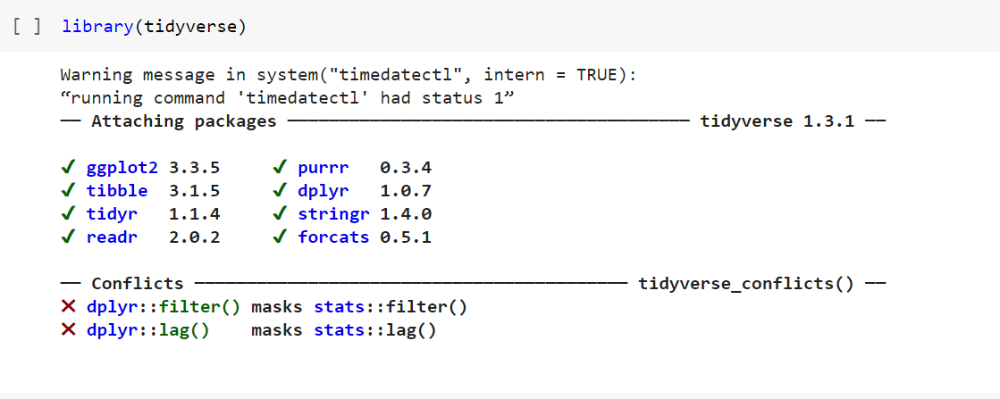 [ ] library(tidyverse)
Warning message in system("timedatectl", intern = TRUE):
“running command 'timedatectl' had status 1”
── Attaching packages ─────────────────────────────────────── tidyverse 1.3.1 ──
✔ ggplot2 3.3.5     ✔ purrr   0.3.4
✔ tibble  3.1.5     ✔ dplyr   1.0.7
✔ tidyr   1.1.4     ✔ stringr 1.4.0
✔ readr   2.0.2     ✔ forcats 0.5.1
── Conflicts ────────────────────────────────────────── tidyverse_conflicts() ──
✖ dplyr::filter() masks stats::filter()
✖ dplyr::lag()    masks stats::lag()